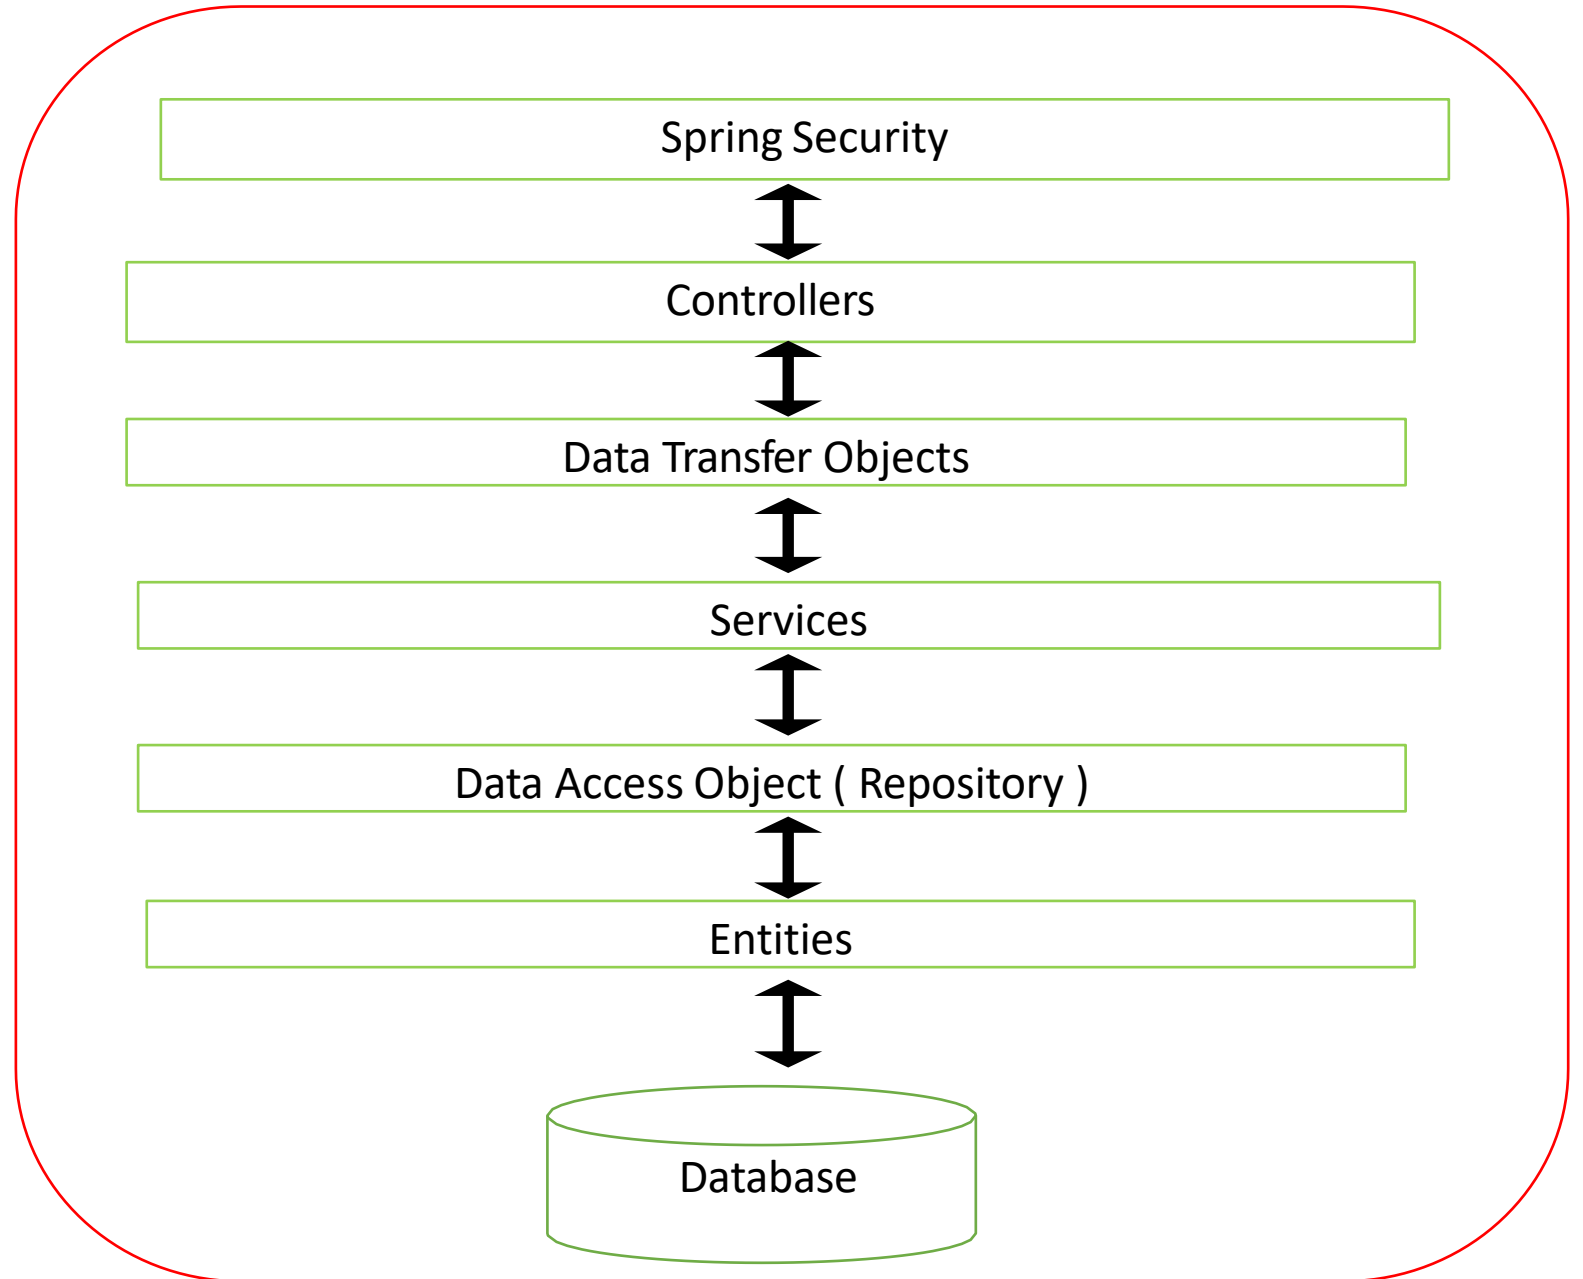 Spring Security
Controllers
Data Transfer Objects
Services
Data Access Object ( Repository )
Entities
Database